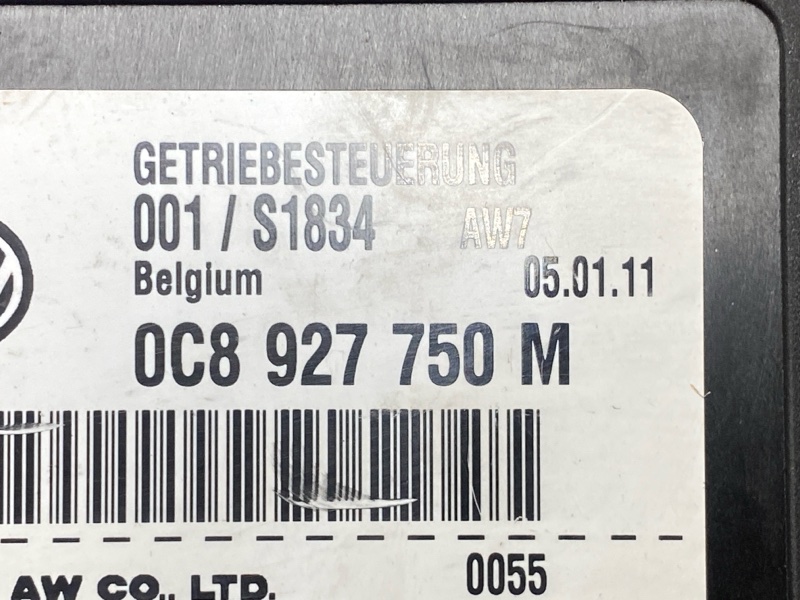 GETRIEBESTEUERUNG
001 / S1834 AW7
Belgium 05.01.11
0C8 927 750 M
0055
AW CO., LTD.